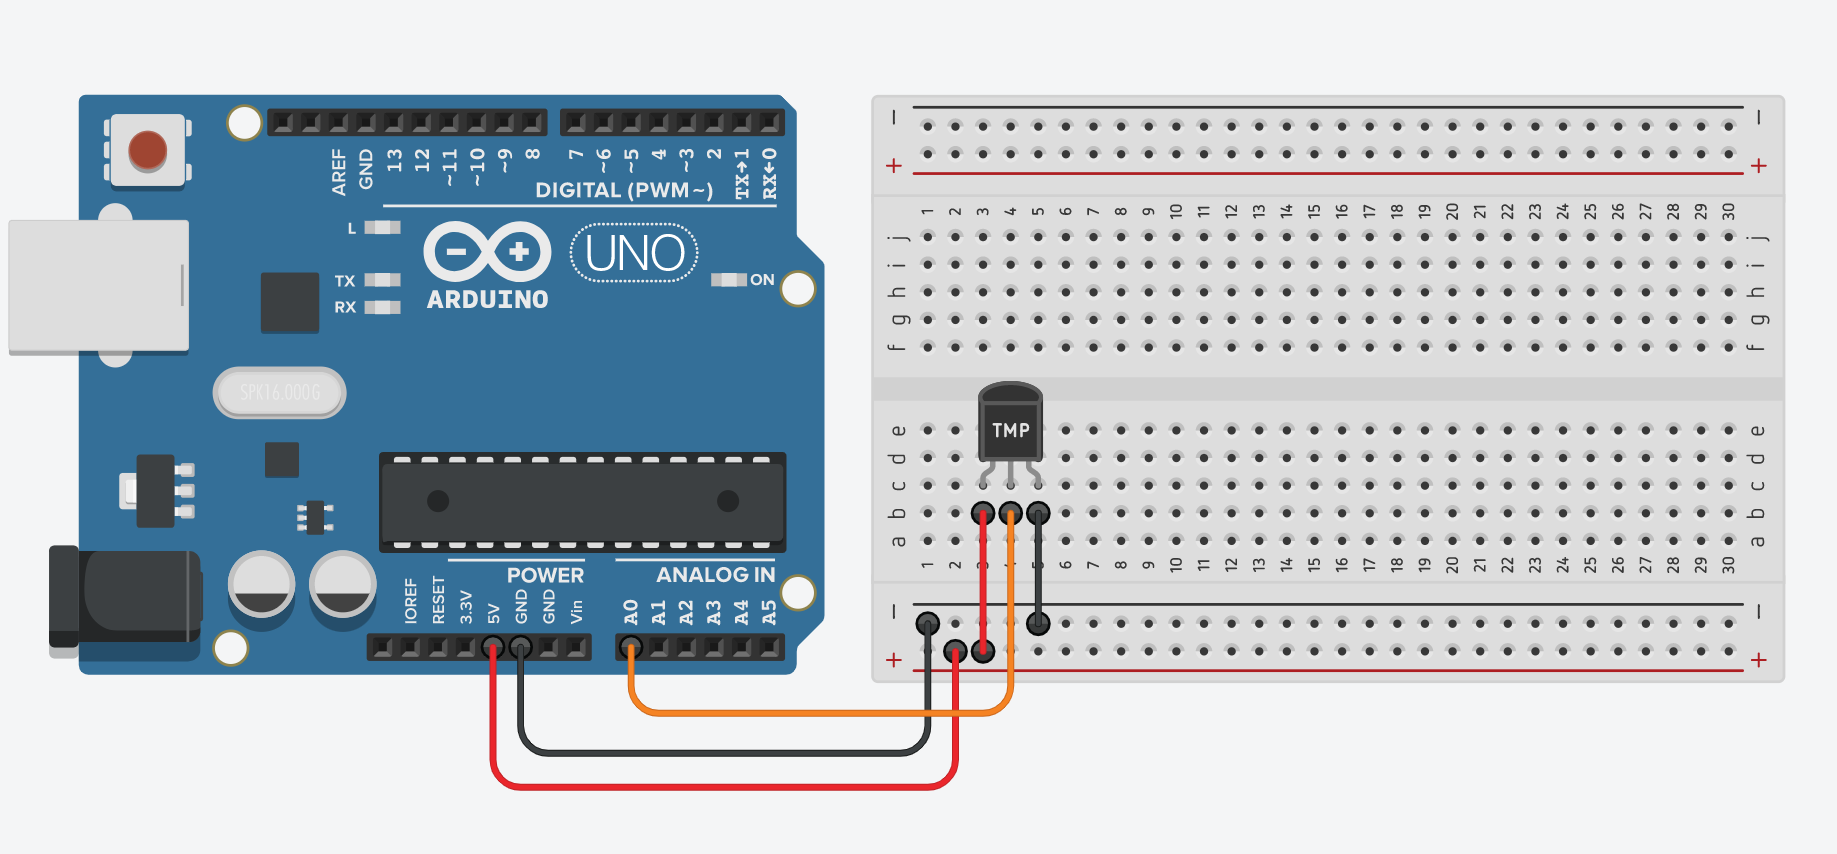 AREF
GND
13
12
~11
~10
~9
8
7
~6
~5
4
~3
2
TX→1
RX←0
DIGITAL (PWM~)
L
TX
RX
ARDUINO
UNO
ON
SPK16.000G
POWER
ANALOG IN
IOREF
RESET
3.3V
5V
GND
GND
Vin
A0
A1
A2
A3
A4
A5
− −
+ +
1 2 3 4 5 6 7 8 9 10 11 12 13 14 15 16 17 18 19 20 21 22 23 24 25 26 27 28 29 30
j j
i i
h h
g g
f f
TMP
e e
d d
c c
b b
a a
1 2 3 5 6 7 8 9 10 11 12 13 14 15 16 17 18 19 20 21 22 23 24 25 26 27 28 29 30
− −
+ +